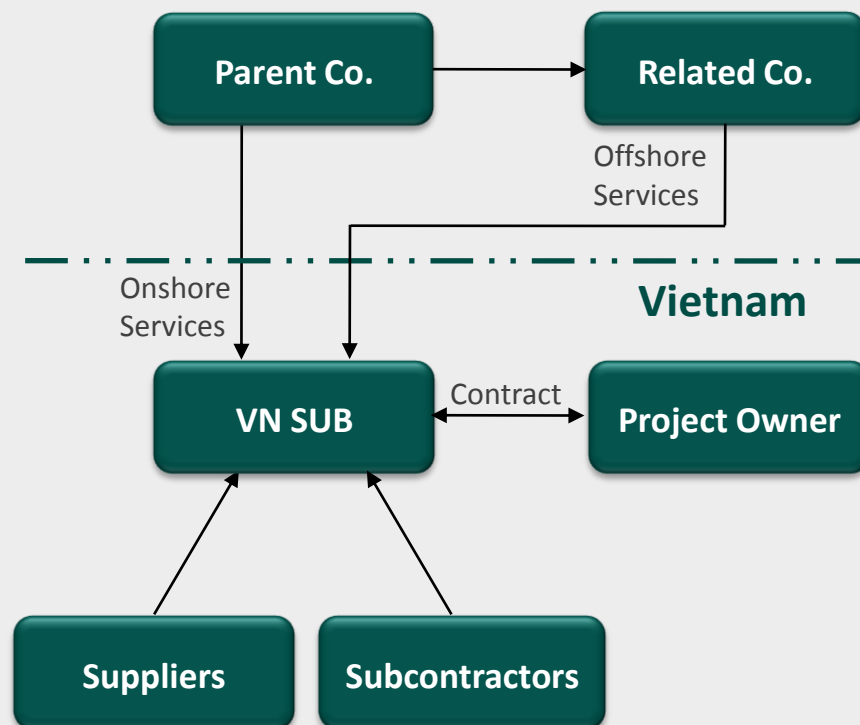 Parent Co.
Related Co.
Offshore
Services
Onshore
Services
Vietnam
VN SUB
Contract
Project Owner
Suppliers
Subcontractors